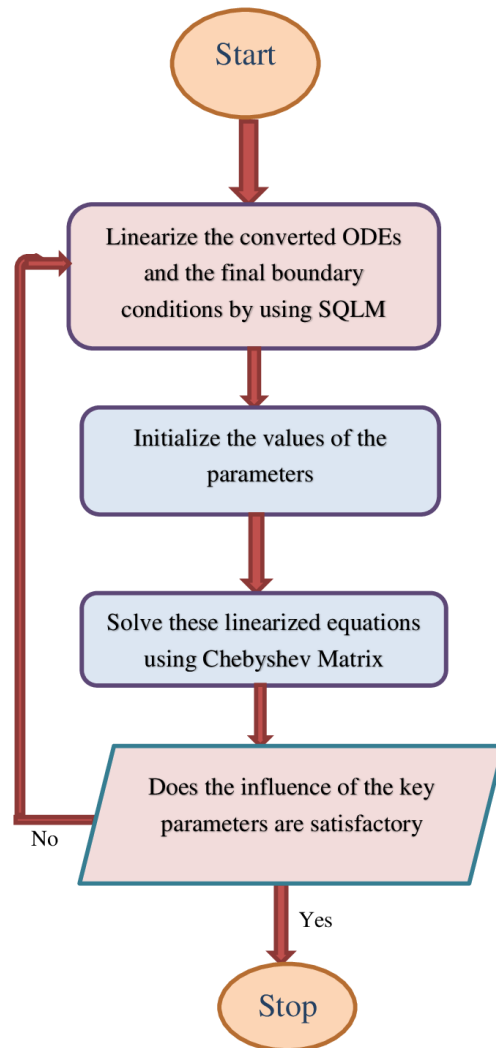 Start
Linearize the converted ODEs
and the final boundary
conditions by using SQLM
Initialize the values of the
parameters
Solve these linearized equations
using Chebyshev Matrix
Does the influence of the key
parameters are satisfactory
No
Yes
Stop